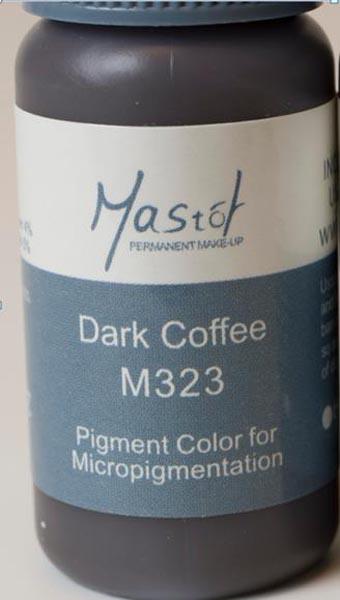 Mastót
PERMANENT MAKE-UP
Dark Coffee
M323
Pigment Color for
Micropigmentation